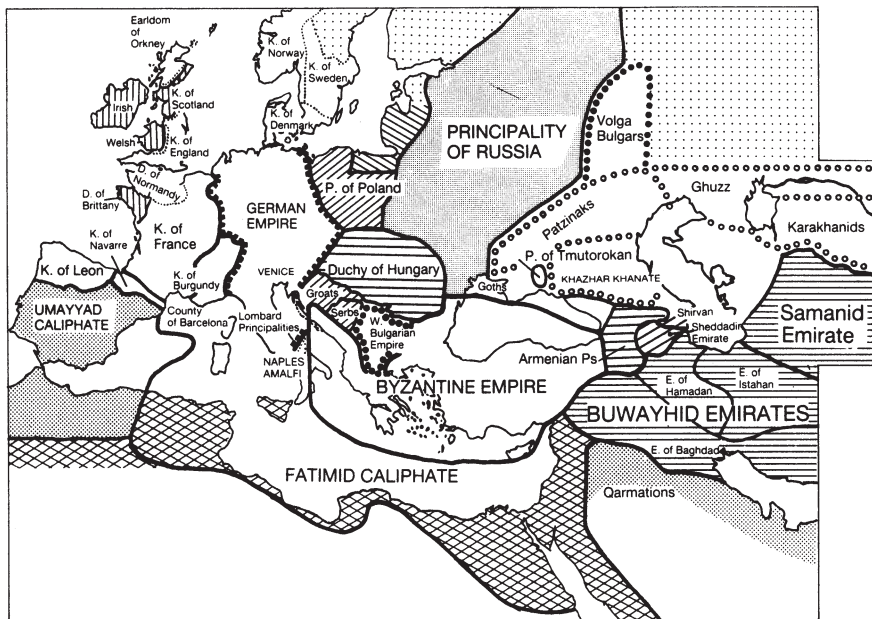 Earldom
of
Orkney
K. of
Norway
K. of
Sweden
Irish
K. of
Scotland
K. of
Denmark
Welsh
K. of
England
D. of
Normandy
D. of
Brittany
K. of
Navarre
K. of
France
GERMAN
EMPIRE
P. of Poland
PRINCIPALITY
OF RUSSIA
Volga
Bulgars
Ghuzz
Patzinaks
Karakhanids
K. of Leon
K. of
Burgundy
VENICE
Duchy of Hungary
P. of
Tmutorokan
KHAZHAR KHANATE
Goths
UMAYYAD
CALIPHATE
County
of Barcelona
Lombard
Principalities
Groats
Serbs
W.
Bulgarian
Empire
Shirvan
Sheddadin
Emirate
Samanid
Emirate
NAPLES
AMALFI
Armenian Ps
BYZANTINE EMPIRE
E. of
Hamadan
E. of
Istahan
BUWAYHID EMIRATES
E. of Baghdad
FATIMID CALIPHATE
Qarmations